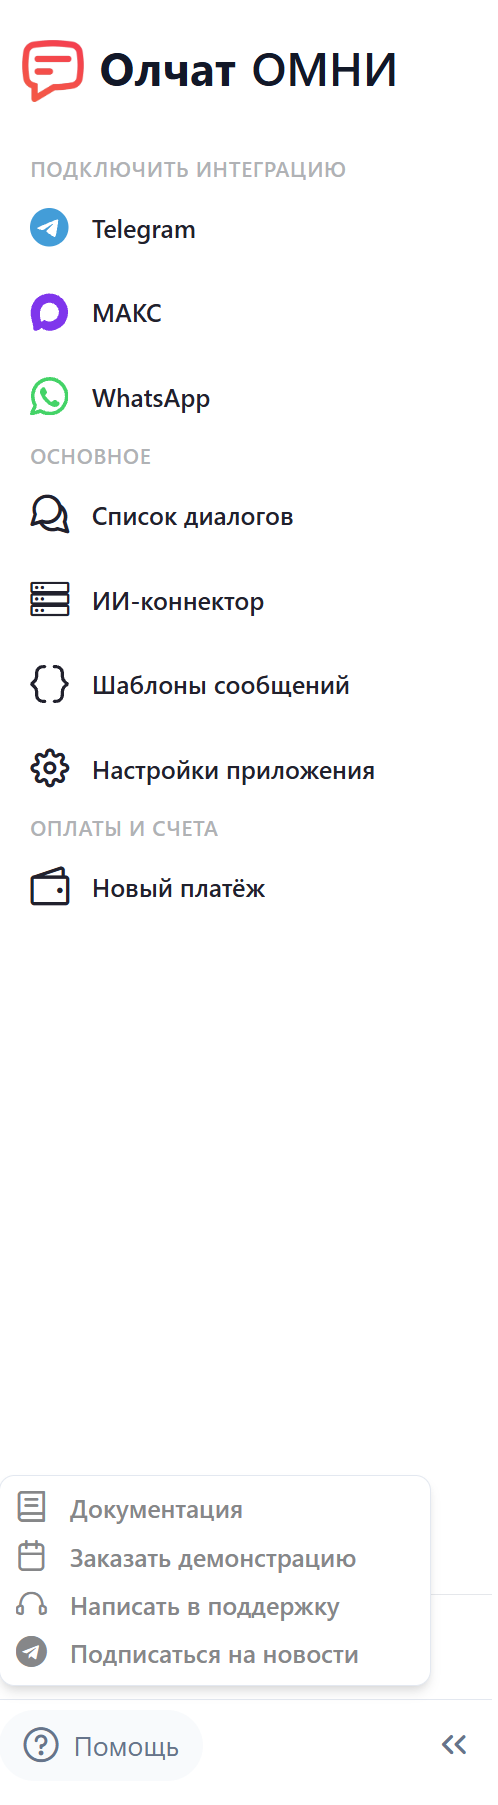 Олчат ОМНИ
ПОДКЛЮЧИТЬ ИНТЕГРАЦИЮ
Telegram
МАКС
WhatsApp
ОСНОВНОЕ
Список диалогов
ИИ-коннектор
Шаблоны сообщений
Настройки приложения
ОПЛАТЫ И СЧЕТА
Новый платёж
Документация
Заказать демонстрацию
Написать в поддержку
Подписаться на новости
Помощь